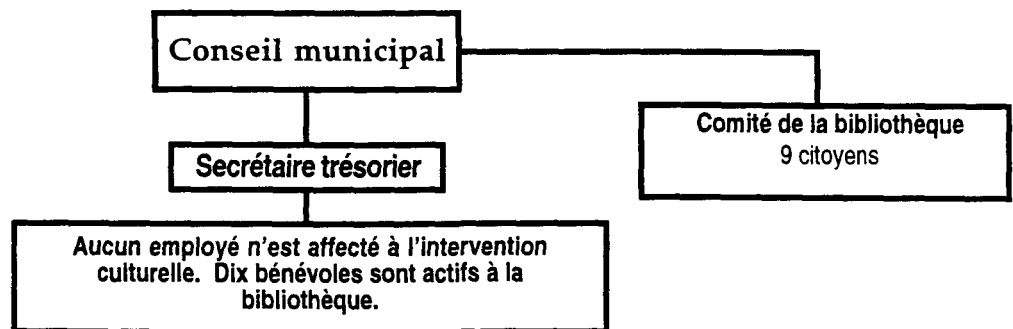 Conseil municipal
Comité de la bibliothèque
9 citoyens
Secrétaire trésorier
Aucun employé n'est affecté à l'intervention
culturelle. Dix bénévoles sont actifs à la
bibliothèque.